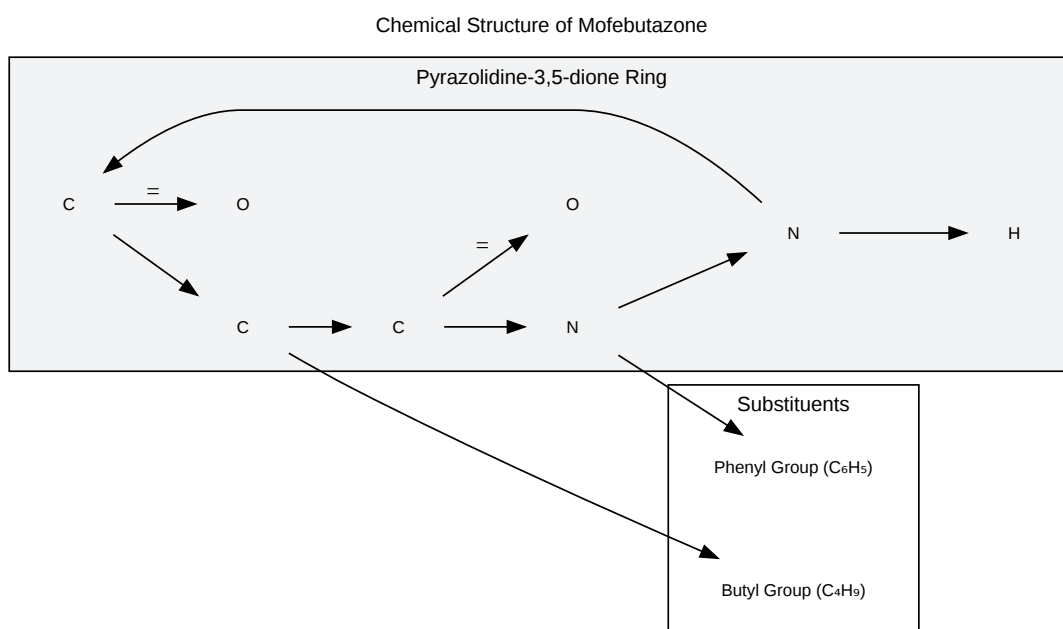 Chemical Structure of Mofebutazone
Pyrazolidine-3,5-dione Ring
=
C
O
O
=
N
H
C
C
N
Substituents
Phenyl Group (C₆H₅)
Butyl Group (C₄H₉)